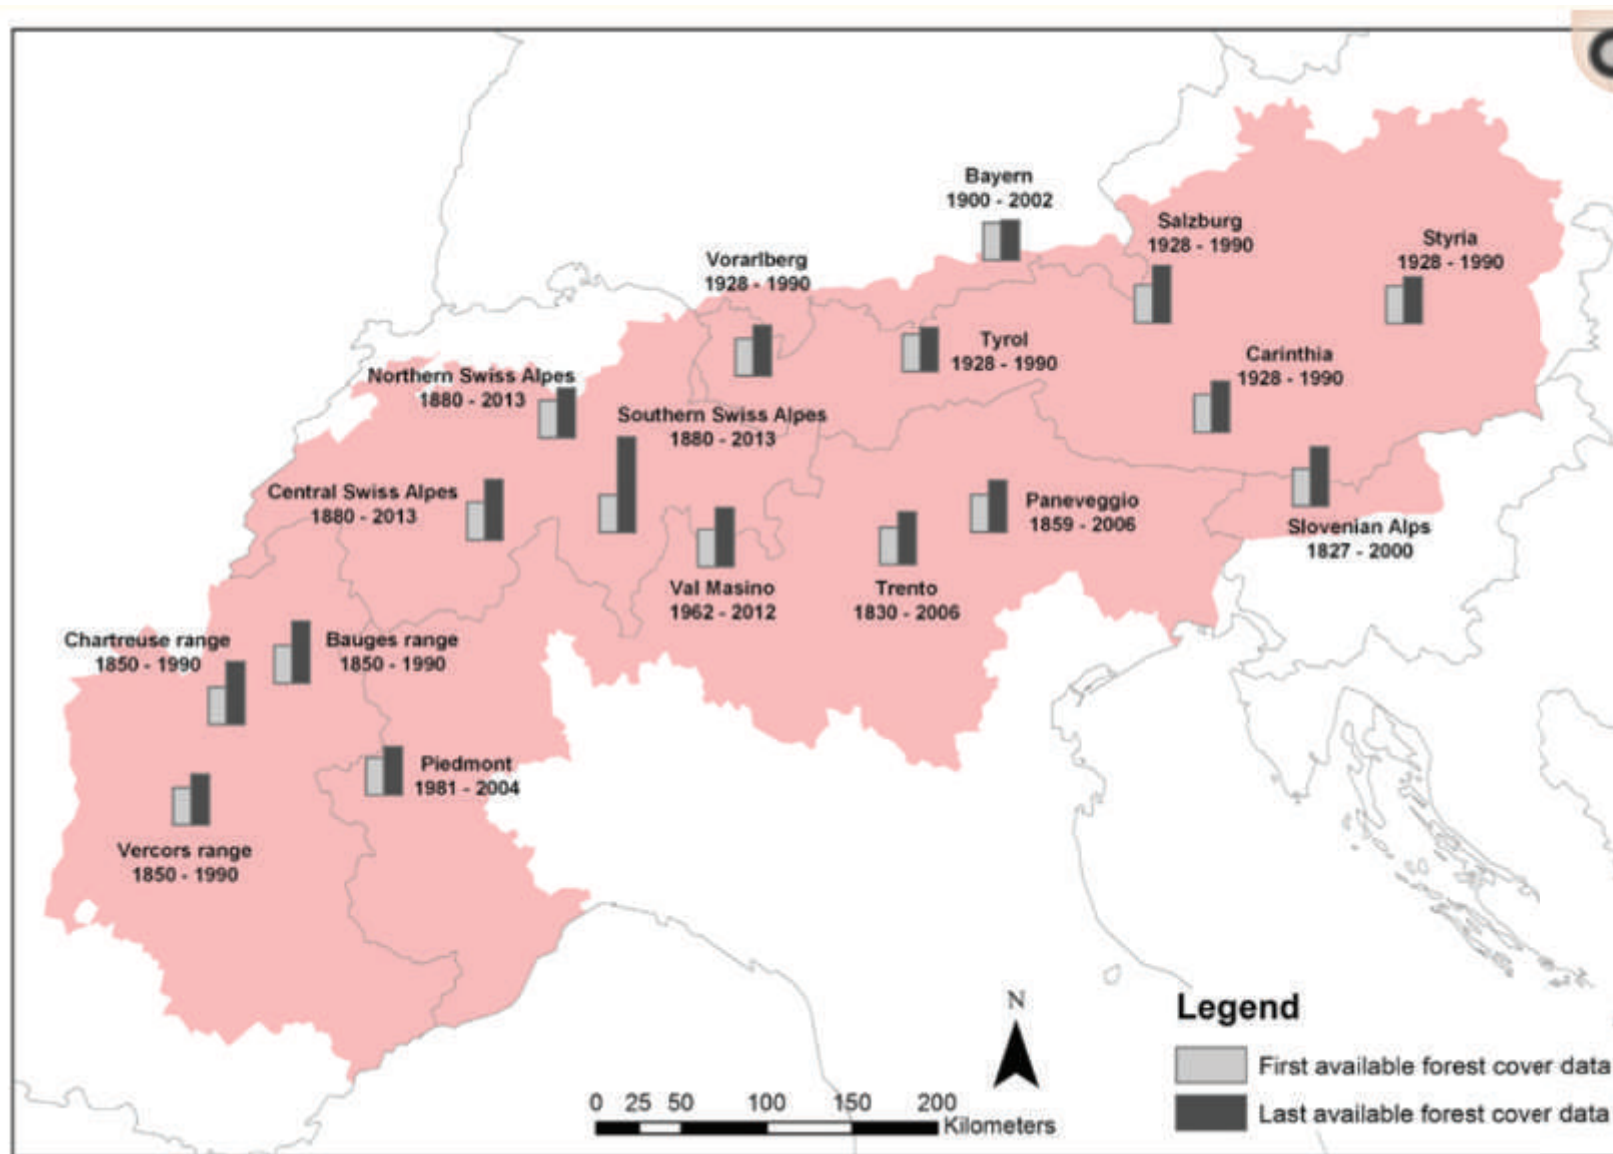 Bayern
1900 - 2002
Salzburg
1928 - 1990
Styria
1928 - 1990
Vorarlberg
1928 - 1990
Tyrol
1928 - 1990
Carinthia
1928 - 1990
Northern Swiss Alpes
1880 - 2013
Southern Swiss Alpes
1880 - 2013
Central Swiss Alpes
1880 - 2013
Paneveggio
1859 - 2006
Slovenian Alps
1827 - 2000
Val Masino
1962 - 2012
Trento
1830 - 2006
Chartreuse range
1850 - 1990
Bauges range
1850 - 1990
Piedmont
1981 - 2004
Vercors range
1850 - 1990
N
Legend
First available forest cover data
Last available forest cover data
0 25 50 100 150 200
Kilometers